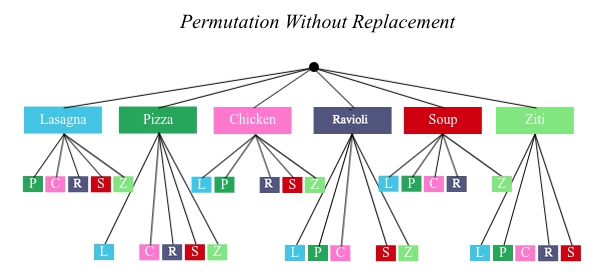 Permutation Without Replacement
Lasagna Pizza Chicken Ravioli Soup Ziti
P C R S Z L P R S Z L P C R Z
L C R S Z L P C S Z L P C R S